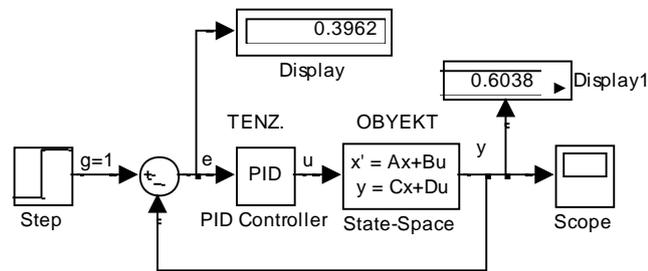 0.3962
Display
0.6038
Display1
TENZ.
OBYEKT
g=1
e
PID
u
x' = Ax+Bu
y = Cx+Du
y
Step
PID Controller
State-Space
Scope